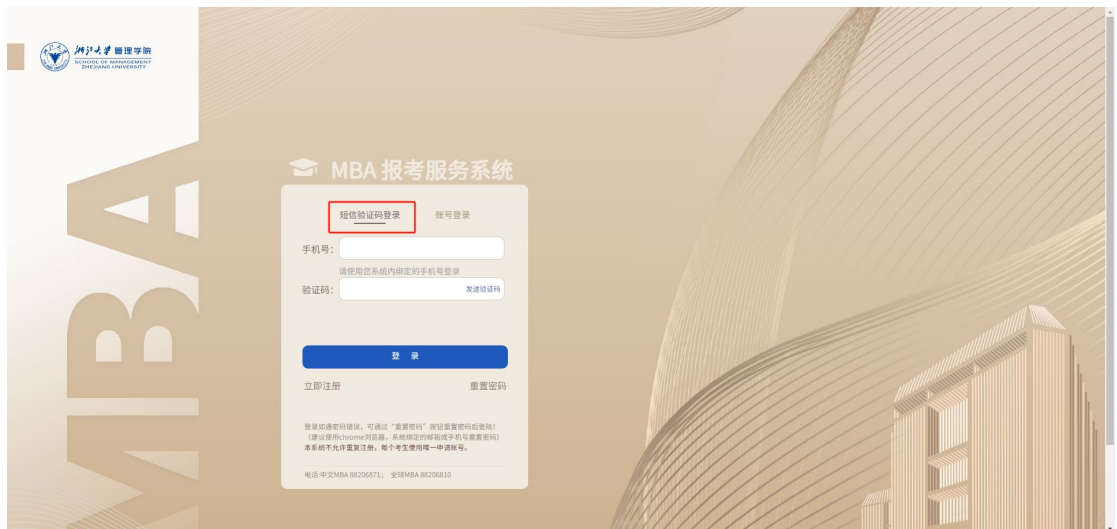 浙江大学 管理学院
SCHOOL OF MANAGEMENT
ZHEJIANG UNIVERSITY
MBA
MBA 报考服务系统
短信验证码登录 账号登录
手机号：
请使用您系统内绑定的手机号登录
验证码： 发送验证码
登 录
立即注册 重置密码
登录如遇密码错误，可通过“重置密码”按钮重置密码后登陆！
（建议使用chrome浏览器，系统绑定的邮箱或手机号重置密码）
本系统不允许重复注册，每个考生使用唯一申请账号。
电话:中文MBA 88206871； 全球MBA 88206810